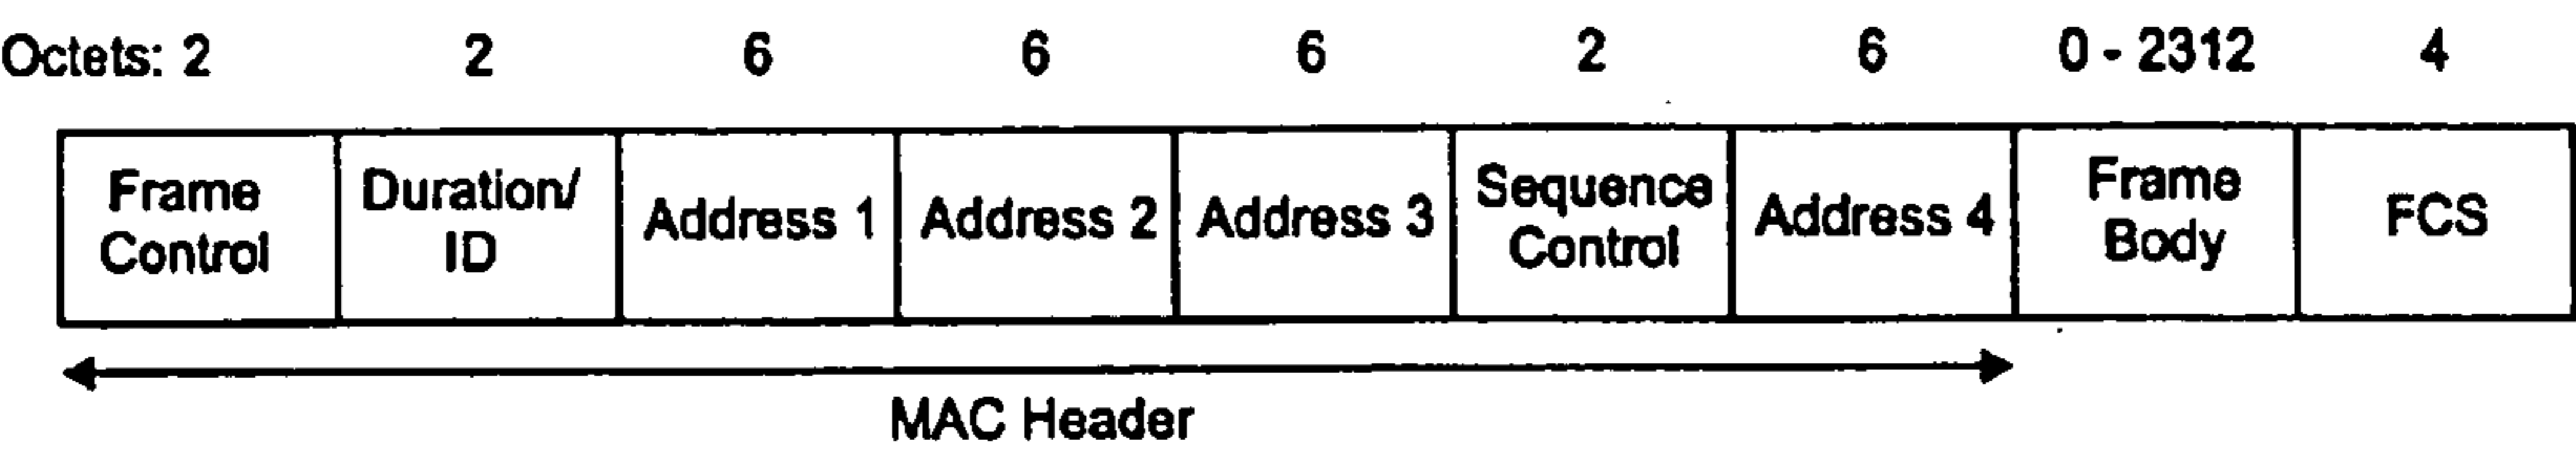 Octets: 2 2 6 6 6 2 6 0 - 2312 4
Frame Control
Duration/ ID
Address 1
Address 2
Address 3
Sequence Control
Address 4
Frame Body
FCS
MAC Header